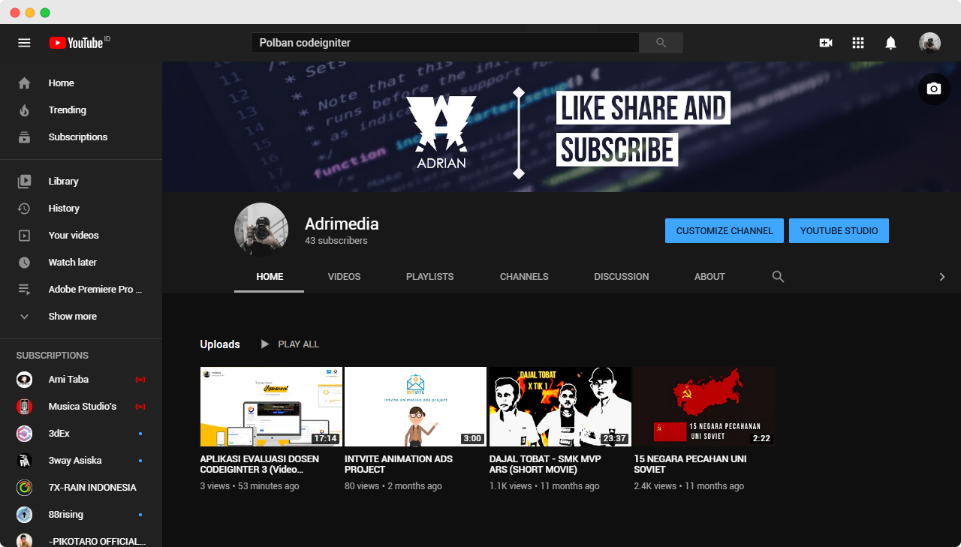 YouTube ID
Polban codeigniter
Home
Trending
Subscriptions
Library
History
Your videos
Watch later
Adobe Premiere Pro ...
Show more
SUBSCRIPTIONS
Ami Taba
Musica Studio's
3dEx
3way Asiska
7X-RAIN INDONESIA
88rising
-PIKOTARO OFFICIAL...
* Sets
* Note that this
* runs before the
* as indica
*/
function
ADRIAN
LIKE SHARE AND
SUBSCRIBE
Adrimedia
43 subscribers
CUSTOMIZE CHANNEL
YOUTUBE STUDIO
HOME
VIDEOS
PLAYLISTS
CHANNELS
DISCUSSION
ABOUT
Uploads
PLAY ALL
17:14
APLIKASI EVALUASI DOSEN
CODEIGINTER 3 (Video...
3 views • 53 minutes ago
INTVITE
intvite animation ads project
3:00
INTVITE ANIMATION ADS
PROJECT
80 views • 2 months ago
DAJAL TOBAT
X TIK 1
23:37
DAJAL TOBAT - SMK MVP
ARS (SHORT MOVIE)
1.1K views • 11 months ago
15 NEGARA PECAHANAN
UNI SOVIET
2:22
15 NEGARA PECAHAN UNI
SOVIET
2.4K views • 11 months ago